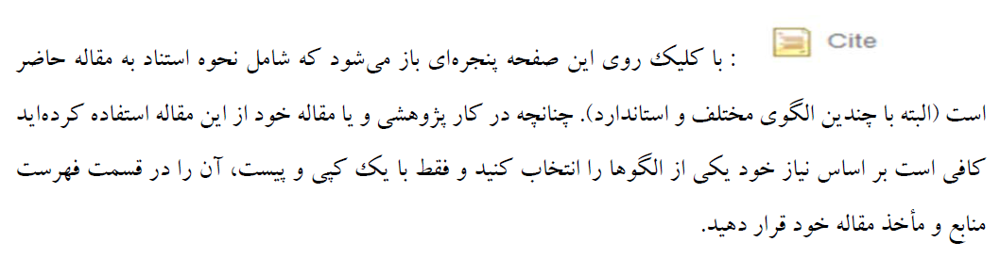 Cite : با کلیک روی این صفحه پنجره‌ای باز می‌شود که شامل نحوه استناد به مقاله حاضر
است (البته با چندین الگوی مختلف و استاندارد). چنانچه در کار پژوهشی و یا مقاله خود از این مقاله استفاده کرده‌اید
کافی است بر اساس نیاز خود یکی از الگوها را انتخاب کنید و فقط با یک کپی و پیست، آن را در قسمت فهرست
منابع و مأخذ مقاله خود قرار دهید.